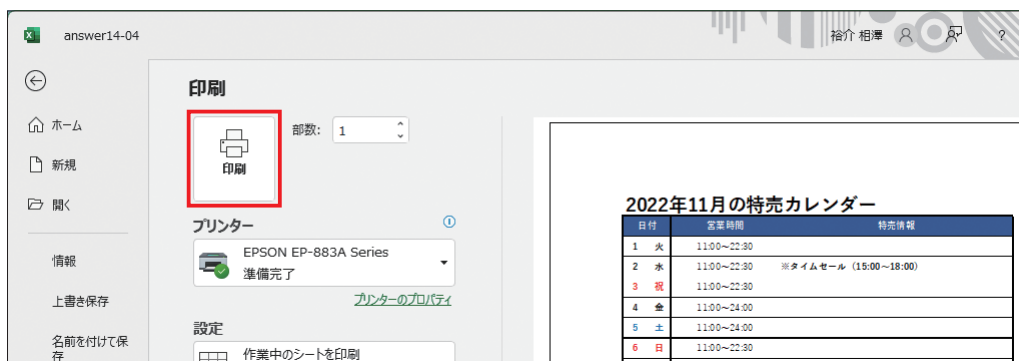 answer14-04
裕介 相澤
?
印刷
ホーム
新規
開く
情報
上書き保存
名前を付けて保
存
印刷
部数: 1
プリンター
EPSON EP-883A Series
準備完了
プリンターのプロパティ
設定
作業中のシートを印刷
2022年11月の特売カレンダー
日付 営業時間 特売情報
1 火 11:00～22:30
2 水 11:00～22:30 ※タイムセール（15:00～18:00）
3 祝 11:00～22:30
4 金 11:00～24:00
5 土 11:00～24:00
6 日 11:00～22:30